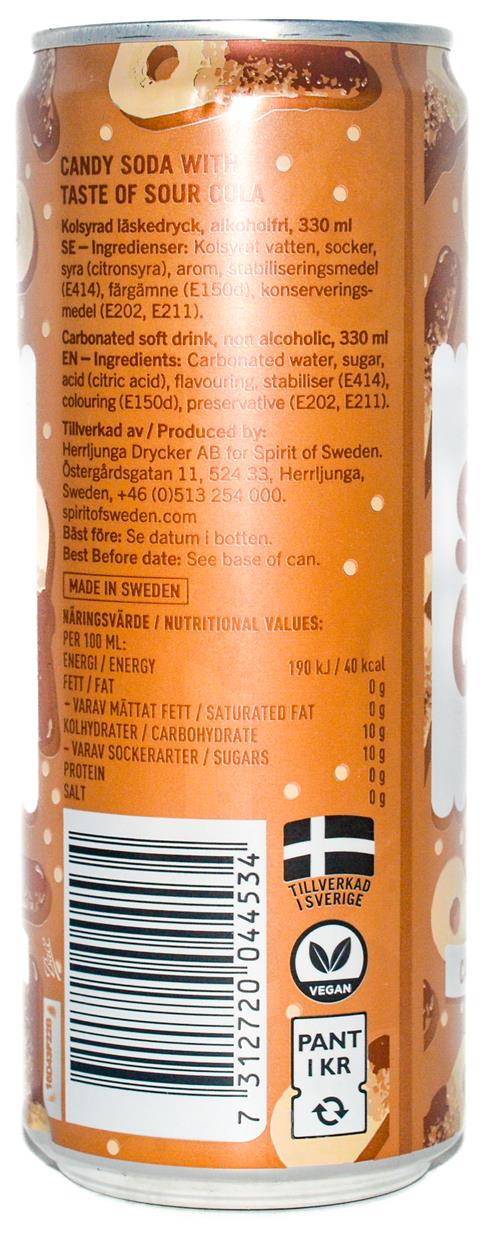 CANDY SODA WITH
TASTE OF SOUR COLA
Kolsyrad läskedryck, alkoholfri, 330 ml
SE – Ingredienser: Kolsyrat vatten, socker,
syra (citronsyra), arom, stabiliseringsmedel
(E414), färgämne (E150d), konserverings-
medel (E202, E211).
Carbonated soft drink, non alcoholic, 330 ml
EN – Ingredients: Carbonated water, sugar,
acid (citric acid), flavouring, stabiliser (E414),
colouring (E150d), preservative (E202, E211).
Tillverkad av / Produced by:
Herrljunga Drycker AB for Spirit of Sweden.
Östergårdsgatan 11, 524 33, Herrljunga,
Sweden, +46 (0)513 254 000.
spiritofsweden.com
Bäst före: Se datum i botten.
Best Before date: See base of can.
MADE IN SWEDEN
NÄRINGSVÄRDE / NUTRITIONAL VALUES:
PER 100 ML:
ENERGI / ENERGY 190 kJ / 40 kcal
FETT / FAT 0 g
- VARAV MÄTTAT FETT / SATURATED FAT 0 g
KOLHYDRATER / CARBOHYDRATE 10 g
- VARAV SOCKERARTER / SUGARS 10 g
PROTEIN 0 g
SALT 0 g
7 312720 044534
TILLVERKAD
I SVERIGE
VEGAN
PANT
1 KR
Ball